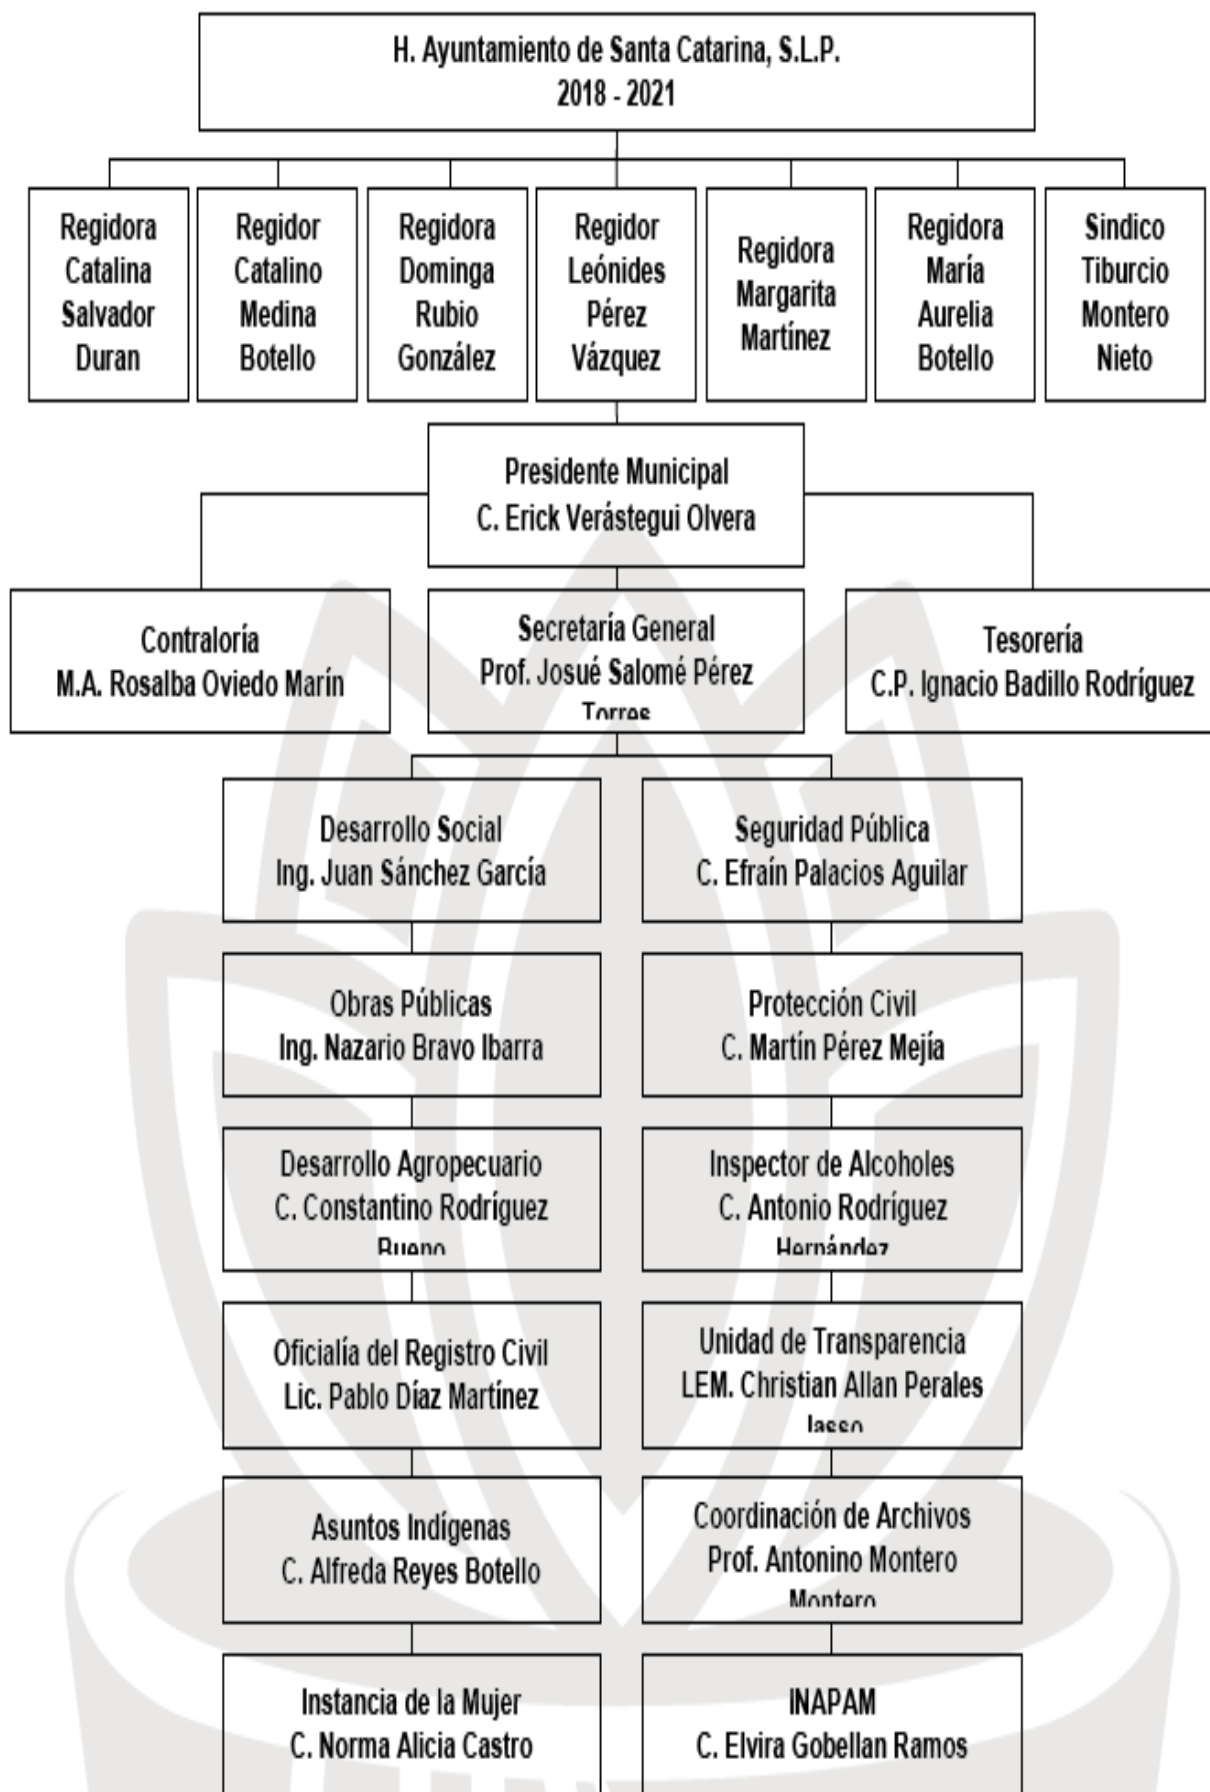 H. Ayuntamiento de Santa Catarina, S.L.P.
2018 - 2021
Regidora
Catalina
Salvador
Duran
Regidor
Catalino
Medina
Botello
Regidora
Dominga
Rubio
González
Regidor
Leónides
Pérez
Vázquez
Regidora
Margarita
Martínez
Regidora
María
Aurelia
Botello
Sindico
Tiburcio
Montero
Nieto
Presidente Municipal
C. Erick Verástegui Olvera
Contraloría
M.A. Rosalba Oviedo Marín
Secretaría General
Prof. Josué Salomé Pérez
Torres
Tesorería
C.P. Ignacio Badillo Rodríguez
Desarrollo Social
Ing. Juan Sánchez García
Seguridad Pública
C. Efraín Palacios Aguilar
Obras Públicas
Ing. Nazario Bravo Ibarra
Protección Civil
C. Martín Pérez Mejía
Desarrollo Agropecuario
C. Constantino Rodríguez
Bueno
Inspector de Alcoholes
C. Antonio Rodríguez
Hernández
Oficialía del Registro Civil
Lic. Pablo Díaz Martínez
Unidad de Transparencia
LEM. Christian Allan Perales
Jasso
Asuntos Indígenas
C. Alfreda Reyes Botello
Coordinación de Archivos
Prof. Antonino Montero
Montero
Instancia de la Mujer
C. Norma Alicia Castro
INAPAM
C. Elvira Gobellan Ramos